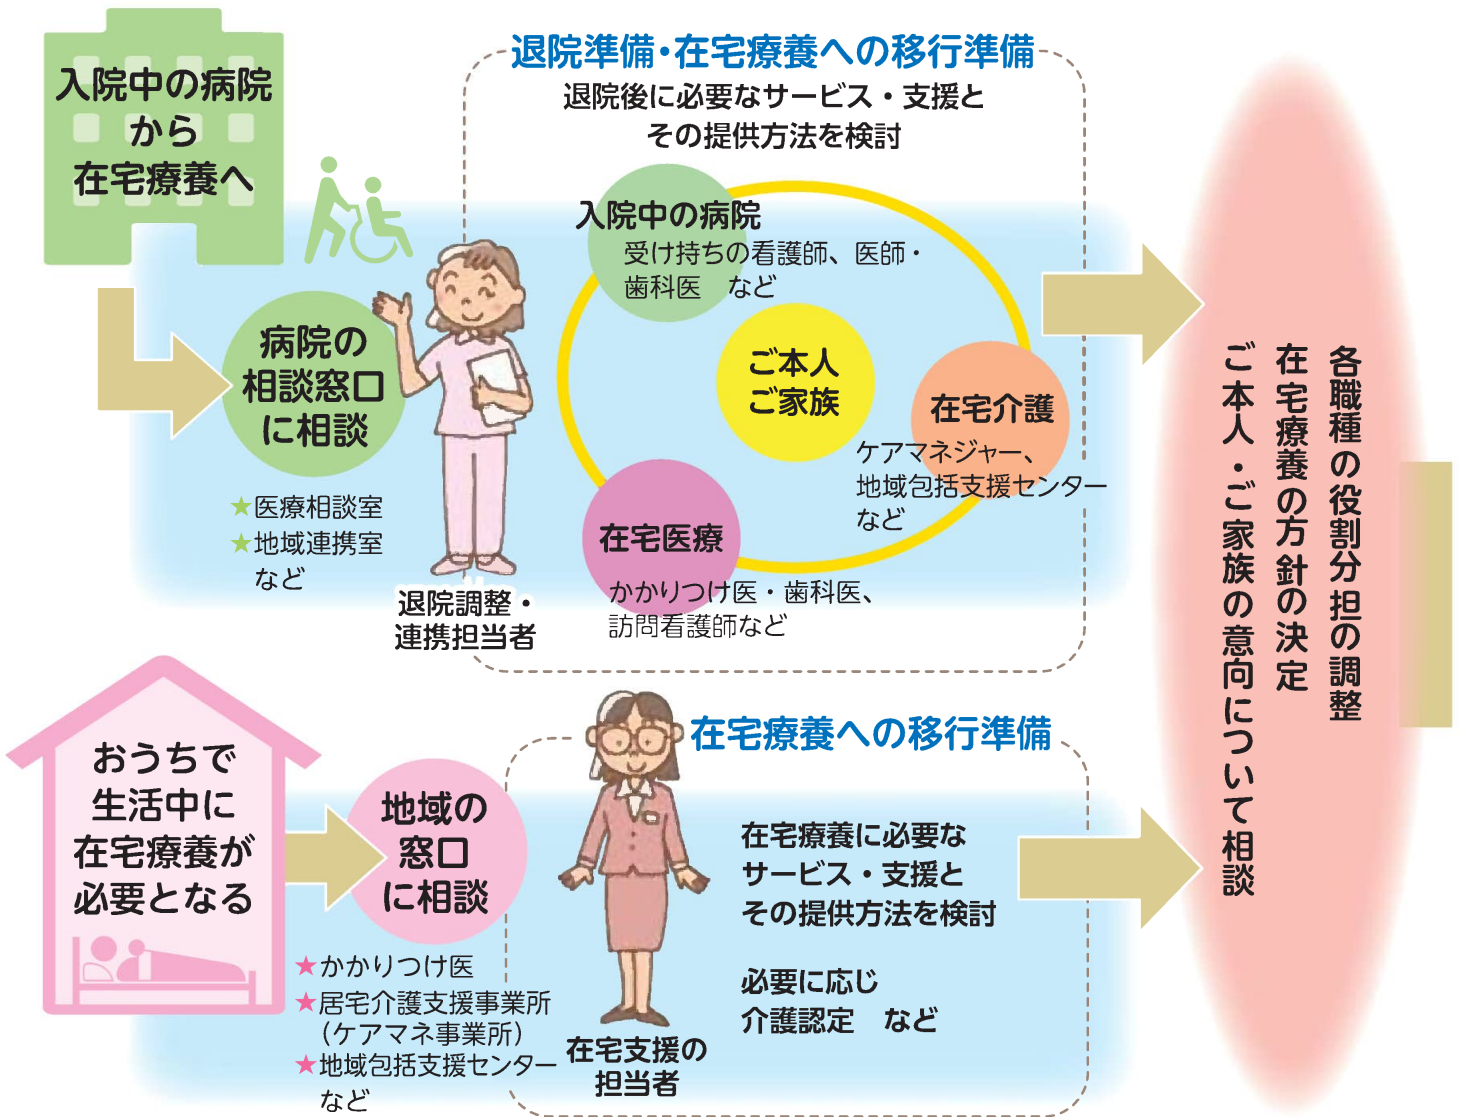 入院中の病院
から
在宅療養へ
病院の
相談窓口
に相談
★医療相談室
★地域連携室
など
退院調整・
連携担当者
退院準備・在宅療養への移行準備
退院後に必要なサービス・支援と
その提供方法を検討
入院中の病院
受け持ちの看護師、医師・
歯科医　など
ご本人
ご家族
在宅介護
ケアマネジャー、
地域包括支援センター
など
在宅医療
かかりつけ医・歯科医、
訪問看護師など
おうちで
生活中に
在宅療養が
必要となる
地域の
窓口
に相談
★かかりつけ医
★居宅介護支援事業所
（ケアマネ事業所）
★地域包括支援センター
など
在宅支援の
担当者
在宅療養への移行準備
在宅療養に必要な
サービス・支援と
その提供方法を検討
必要に応じ
介護認定　など
各職種の役割分担の調整
在宅療養の方針の決定
ご本人・ご家族の意向について相談